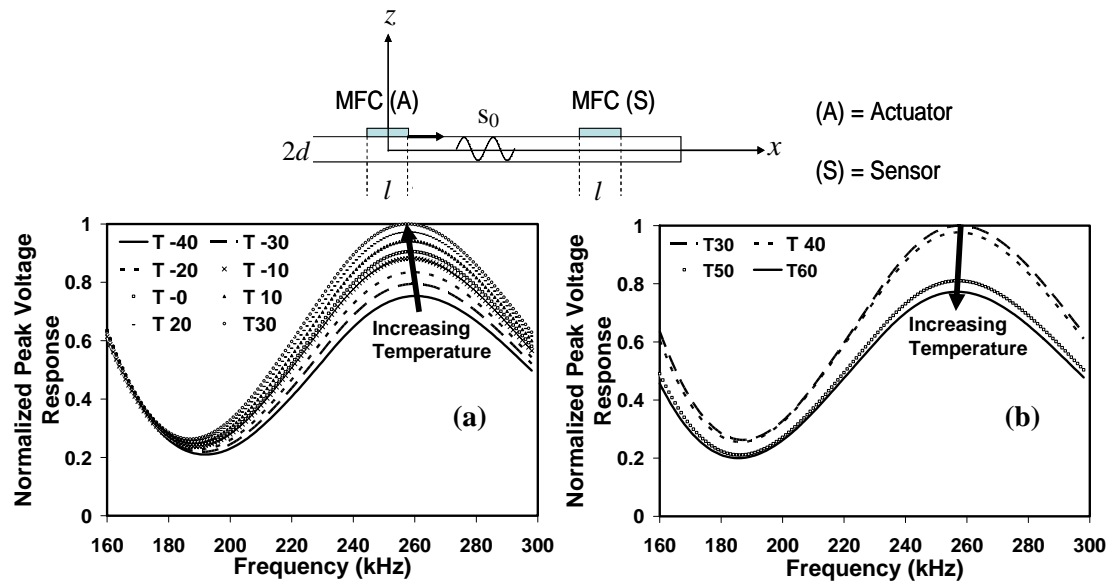 z
MFC (A)
MFC (S)
(A) = Actuator
s0
2d
x
(S) = Sensor
l
l
Normalized Peak Voltage
Response
1
0.8
0.6
0.4
0.2
0
T -40
T -30
T -20
T -10
T -0
T 10
T 20
T30
Increasing
Temperature
(a)
160
180
200
220
240
260
280
300
Frequency (kHz)
Normalized Peak Voltage
Response
1
0.8
0.6
0.4
0.2
0
T30
T 40
T50
T60
Increasing
Temperature
(b)
160
180
200
220
240
260
280
300
Frequency (kHz)